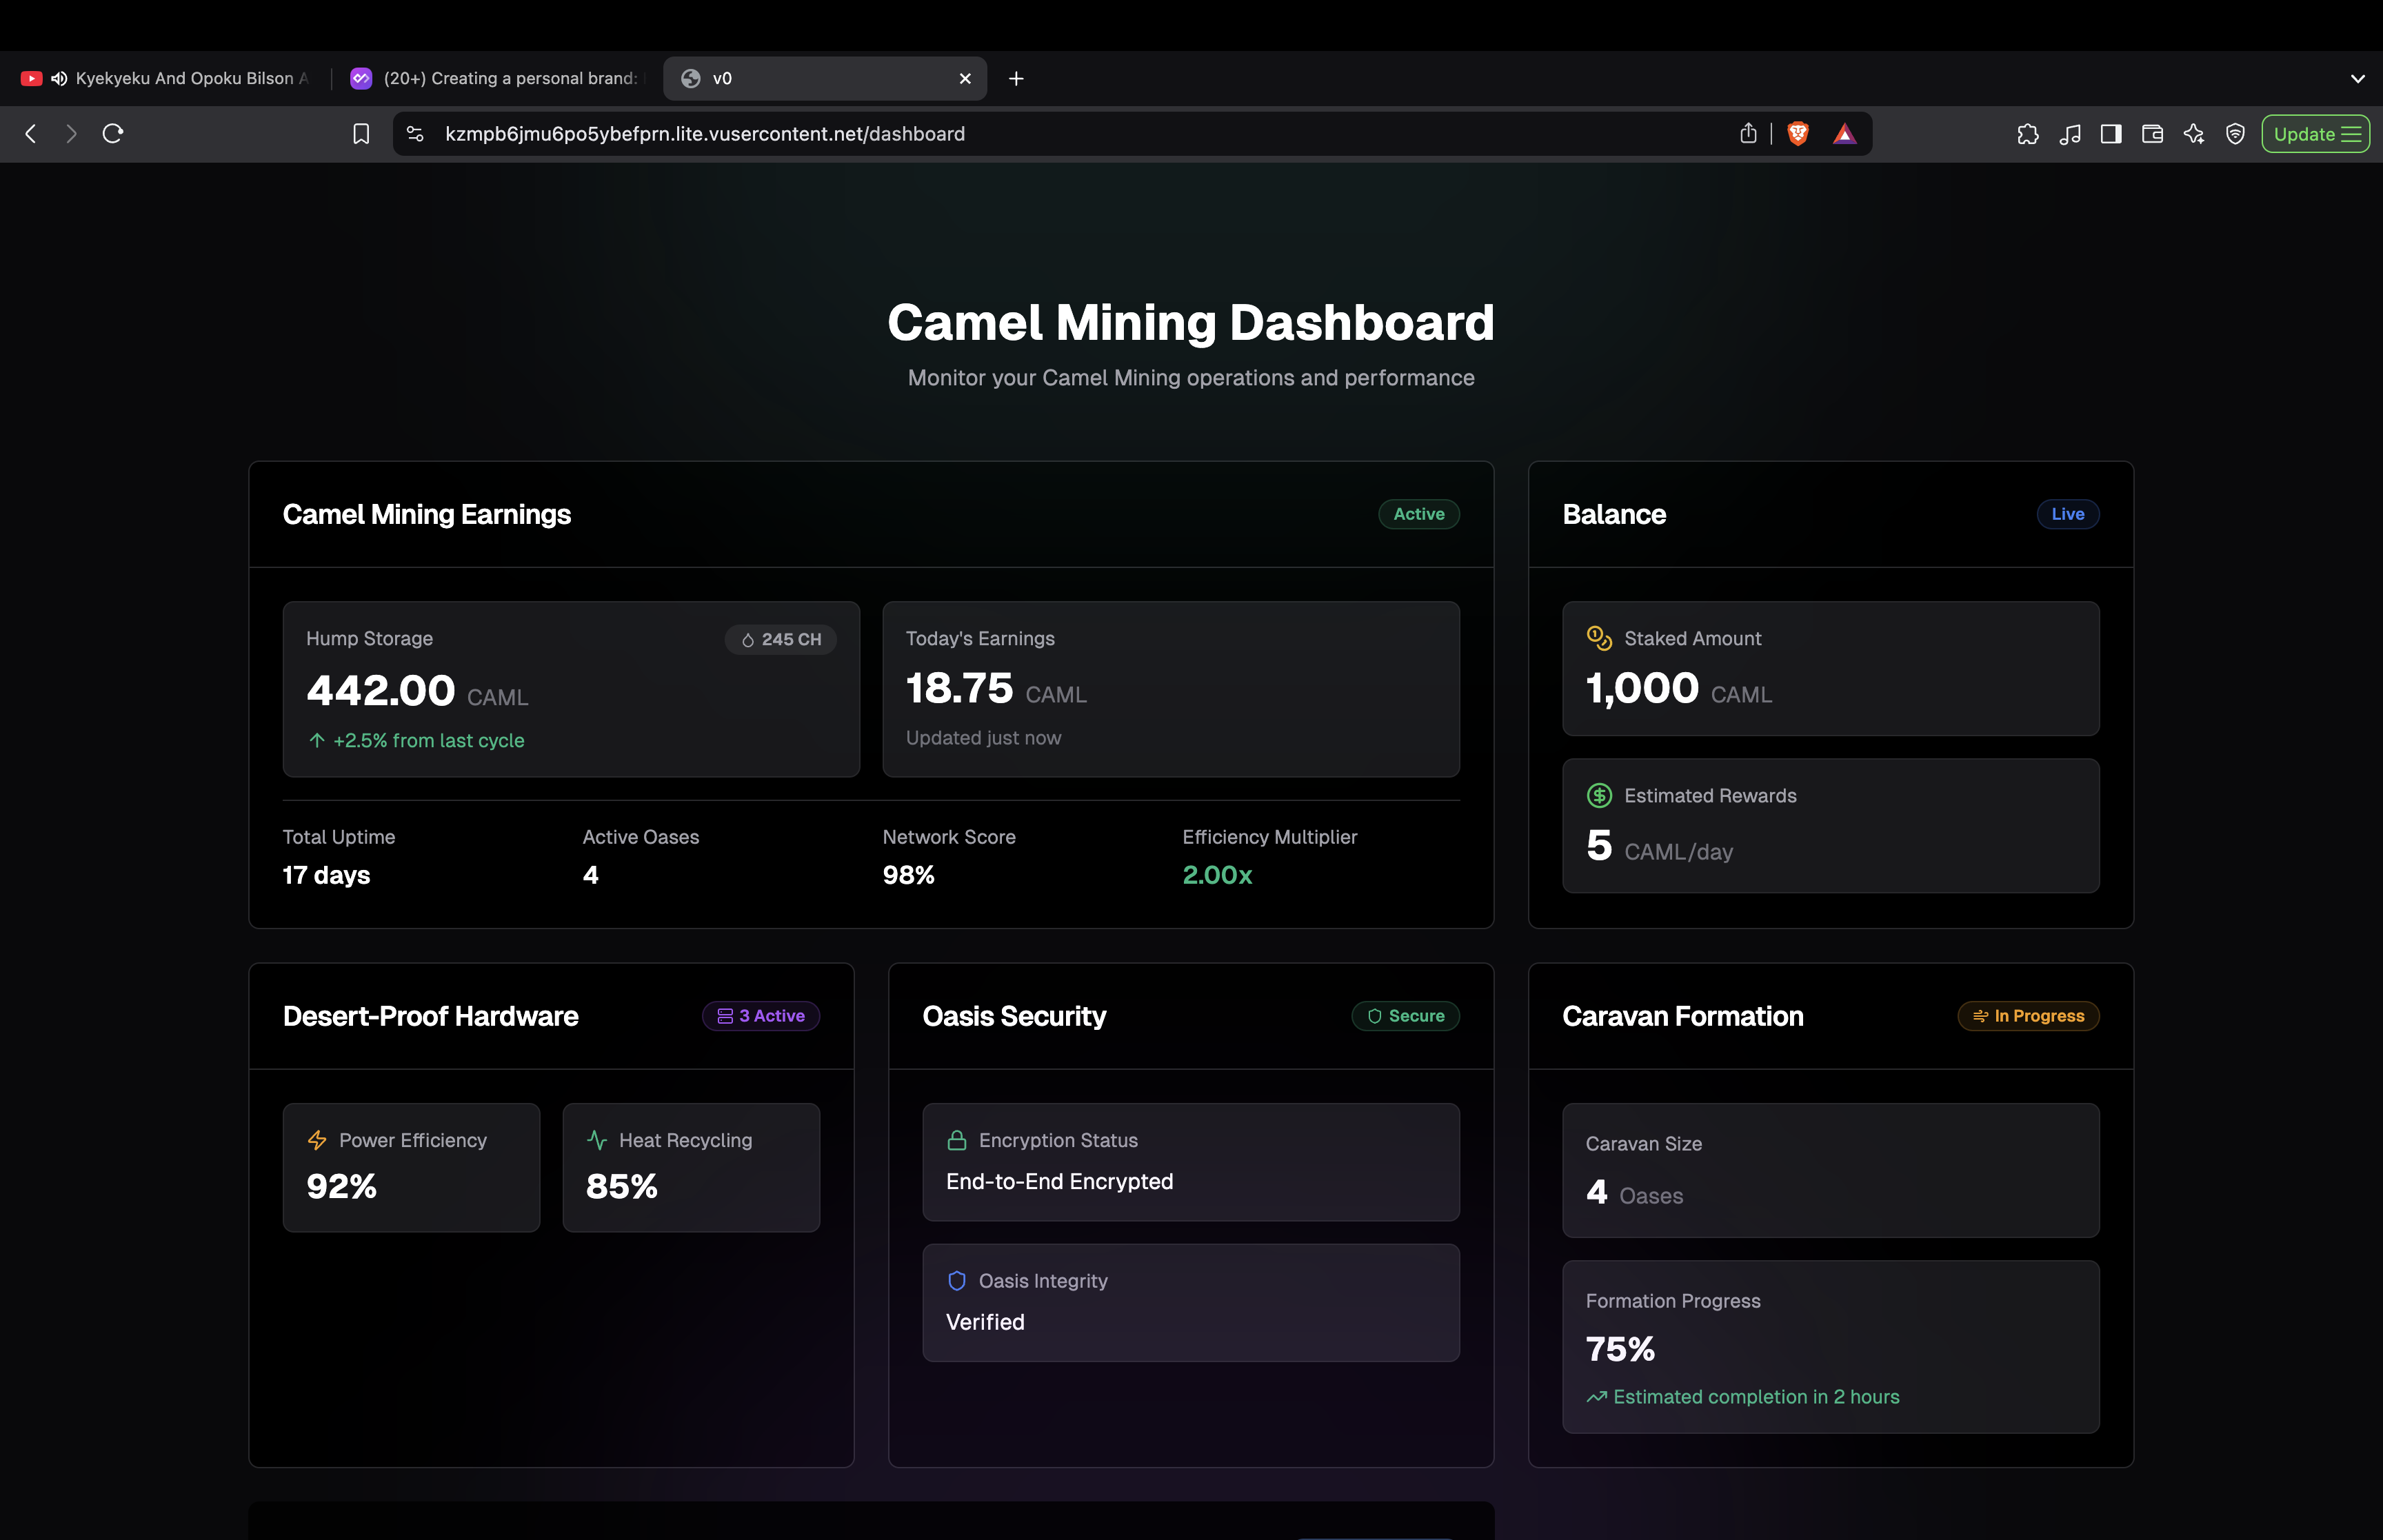 Kyekyeku And Opoku Bilson A
(20+) Creating a personal brand:
v0
kzmpb6jmu6po5ybefprn.lite.vusercontent.net/dashboard
Update
Camel Mining Dashboard
Monitor your Camel Mining operations and performance
Camel Mining Earnings
Active
Hump Storage
245 CH
442.00 CAML
+2.5% from last cycle
Today's Earnings
18.75 CAML
Updated just now
Total Uptime
17 days
Active Oases
4
Network Score
98%
Efficiency Multiplier
2.00x
Balance
Live
Staked Amount
1,000 CAML
Estimated Rewards
5 CAML/day
Desert-Proof Hardware
3 Active
Power Efficiency
92%
Heat Recycling
85%
Oasis Security
Secure
Encryption Status
End-to-End Encrypted
Oasis Integrity
Verified
Caravan Formation
In Progress
Caravan Size
4 Oases
Formation Progress
75%
Estimated completion in 2 hours